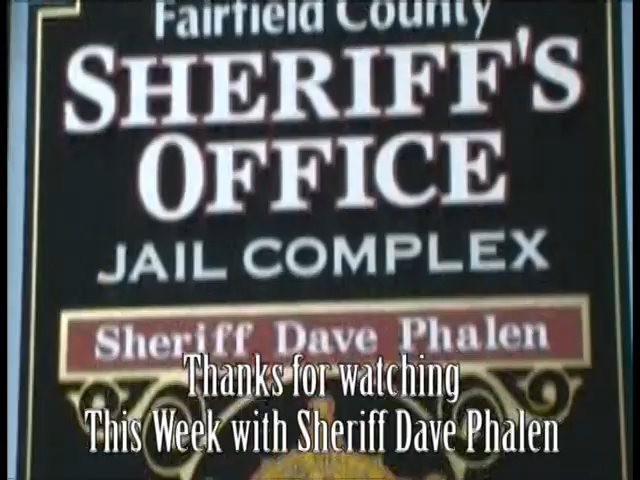 Fairfield County
SHERIFF'S
OFFICE
JAIL COMPLEX
Sheriff Dave Phalen
Thanks for watching
This Week with Sheriff Dave Phalen